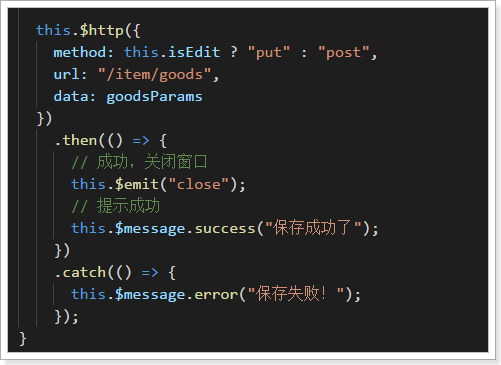 this.$http({
  method: this.isEdit ? "put" : "post",
  url: "/item/goods",
  data: goodsParams
})
  .then(() => {
    // 成功，关闭窗口
    this.$emit("close");
    // 提示成功
    this.$message.success("保存成功了");
  })
  .catch(() => {
    this.$message.error("保存失败！");
  });
}